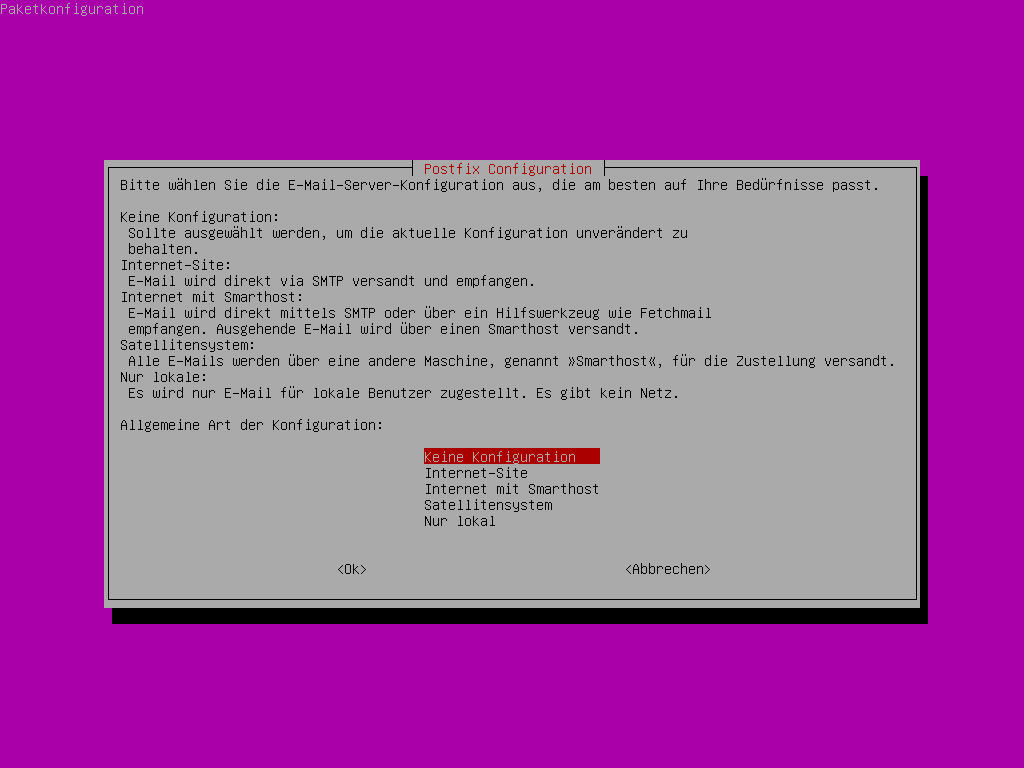 Paketkonfiguration
Postfix Configuration
Bitte wählen Sie die E-Mail-Server-Konfiguration aus, die am besten auf Ihre Bedürfnisse passt.
Keine Konfiguration:
Sollte ausgewählt werden, um die aktuelle Konfiguration unverändert zu
behalten.
Internet-Site:
E-Mail wird direkt via SMTP versandt und empfangen.
Internet mit Smarthost:
E-Mail wird direkt mittels SMTP oder über ein Hilfswerkzeug wie Fetchmail
empfangen. Ausgehende E-Mail wird über einen Smarthost versandt.
Satellitensystem:
Alle E-Mails werden über eine andere Maschine, genannt »Smarthost«, für die Zustellung versandt.
Nur lokale:
Es wird nur E-Mail für lokale Benutzer zugestellt. Es gibt kein Netz.
Allgemeine Art der Konfiguration:
Keine Konfiguration
Internet-Site
Internet mit Smarthost
Satellitensystem
Nur lokal
<Ok> <Abbrechen>